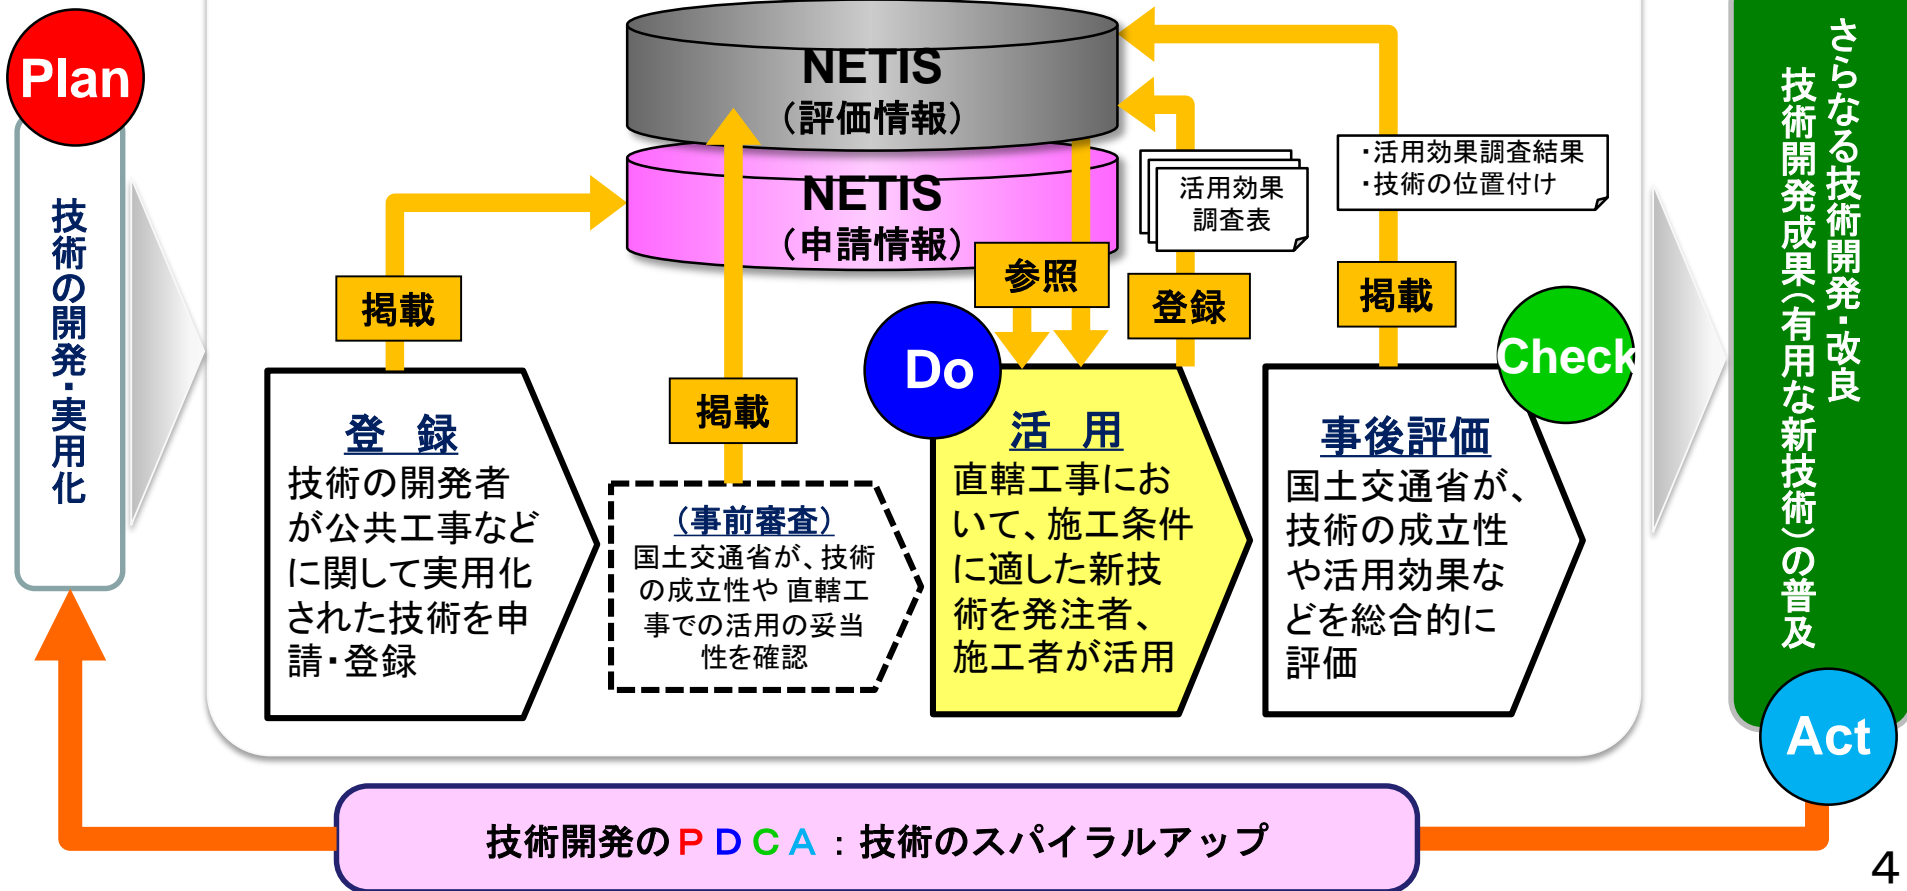 Plan
技術の開発・実用化
NETIS
（評価情報）
NETIS
（申請情報）
掲載
掲載
参照
登録
掲載
活用効果
調査表
・活用効果調査結果
・技術の位置付け
登　録
技術の開発者
が公共工事など
に関して実用化
された技術を申
請・登録
（事前審査）
国土交通省が、技術
の成立性や 直轄工
事での活用の妥当
性を確認
Do
活　用
直轄工事にお
いて、施工条件
に適した新技
術を発注者、
施工者が活用
Check
事後評価
国土交通省が、
技術の成立性
や活用効果な
どを総合的に
評価
さらなる技術開発・改良
技術開発成果（有用な新技術）の普及
Act
技術開発のＰＤＣＡ：技術のスパイラルアップ
4